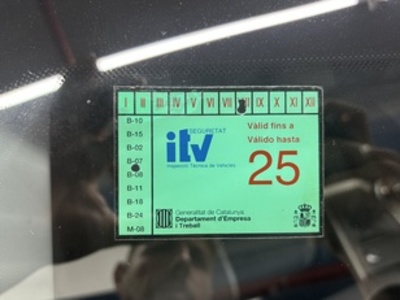 I II III IV V VI VII VIII IX X XI XII
B-10
B-15
B-02
B-07
B-08
B-11
B-18
B-24
M-08
SEGURETAT
itv
Inspecció Tècnica de Vehicles
Vàlid fins a
Válido hasta
25
Generalitat de Catalunya
Departament d'Empresa
i Treball